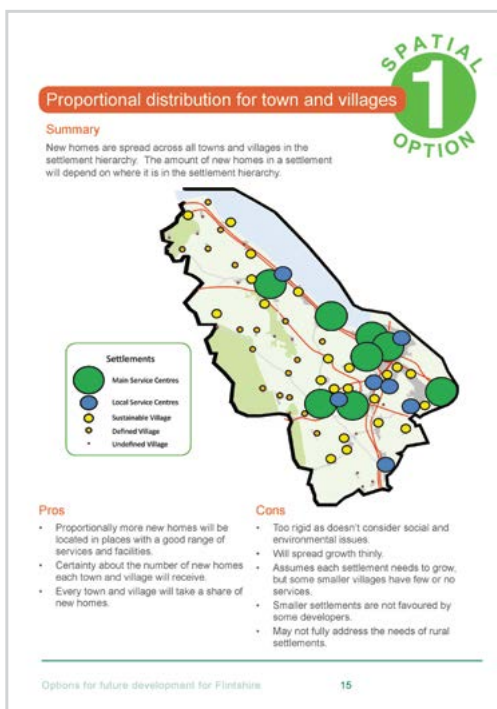 SPATIAL
1
OPTION
Proportional distribution for town and villages
Summary
New homes are spread across all towns and villages in the
settlement hierarchy.  The amount of new homes in a settlement
will depend on where it is in the settlement hierarchy.
Settlements
Main Service Centres
Local Service Centres
Sustainable Village
Defined Village
Undefined Village
Pros
• Proportionally more new homes will be
located in places with a good range of
services and facilities.
• Certainty about the number of new homes
each town and village will receive.
• Every town and village will take a share of
new homes.
Cons
• Too rigid as doesn't consider social and
environmental issues.
• Will spread growth thinly.
• Assumes each settlement needs to grow,
but some smaller villages have few or no
services.
• Smaller settlements are not favoured by
some developers.
• May not fully address the needs of rural
settlements.
Options for future development for Flintshire 15